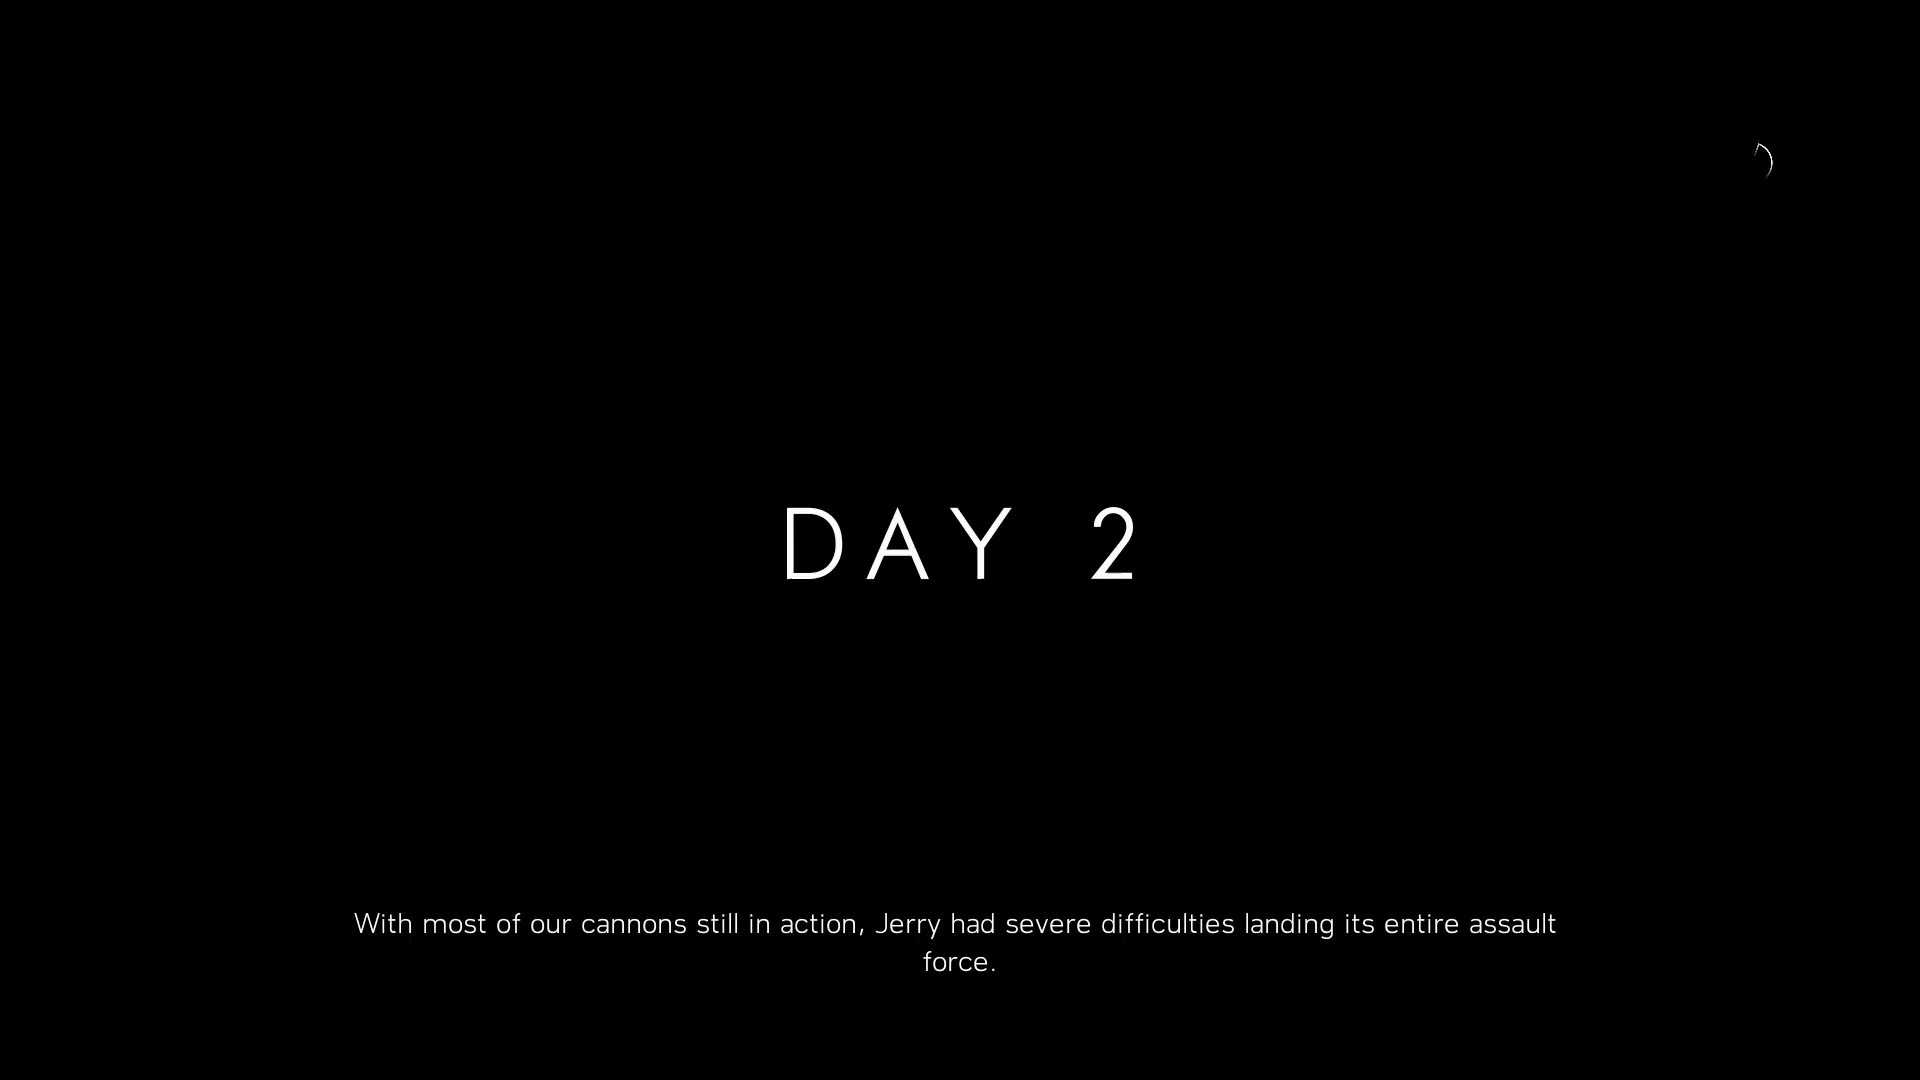 DAY 2
With most of our cannons still in action, Jerry had severe difficulties landing its entire assault
force.